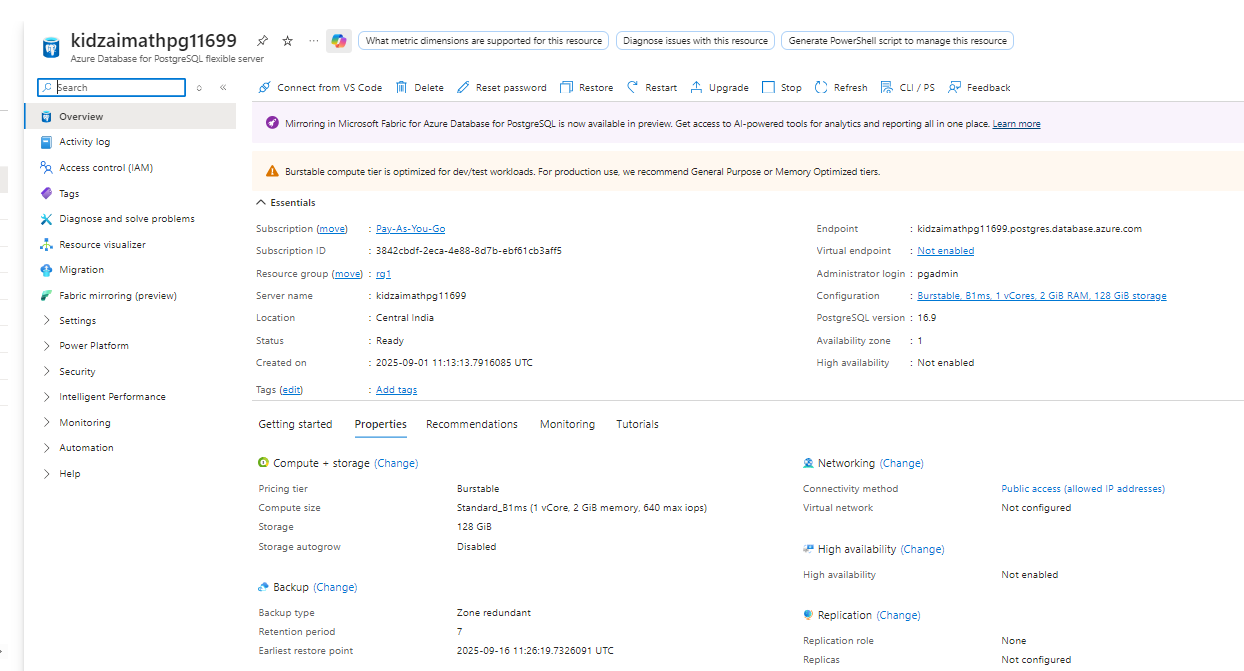 kidzaimathpg11699
Azure Database for PostgreSQL flexible server
What metric dimensions are supported for this resource
Diagnose issues with this resource
Generate PowerShell script to manage this resource
Search
Connect from VS Code Delete Reset password Restore Restart Upgrade Stop Refresh CLI / PS Feedback
Overview
Activity log
Access control (IAM)
Tags
Diagnose and solve problems
Resource visualizer
Migration
Fabric mirroring (preview)
Settings
Power Platform
Security
Intelligent Performance
Monitoring
Automation
Help
Mirroring in Microsoft Fabric for Azure Database for PostgreSQL is now available in preview. Get access to AI-powered tools for analytics and reporting all in one place. Learn more
Burstable compute tier is optimized for dev/test workloads. For production use, we recommend General Purpose or Memory Optimized tiers.
Essentials
Subscription (move) : Pay-As-You-Go
Subscription ID : 3842cbdf-2eca-4e88-8d7b-ebf61cb3aff5
Resource group (move) : rg1
Server name : kidzaimathpg11699
Location : Central India
Status : Ready
Created on : 2025-09-01 11:13:13.7916085 UTC
Tags (edit) : Add tags
Endpoint : kidzaimathpg11699.postgres.database.azure.com
Virtual endpoint : Not enabled
Administrator login : pgadmin
Configuration : Burstable, B1ms, 1 vCores, 2 GiB RAM, 128 GiB storage
PostgreSQL version : 16.9
Availability zone : 1
High availability : Not enabled
Getting started Properties Recommendations Monitoring Tutorials
Compute + storage (Change)
Pricing tier Burstable
Compute size Standard_B1ms (1 vCore, 2 GiB memory, 640 max iops)
Storage 128 GiB
Storage autogrow Disabled
Backup (Change)
Backup type Zone redundant
Retention period 7
Earliest restore point 2025-09-16 11:26:19.7326091 UTC
Networking (Change)
Connectivity method Public access (allowed IP addresses)
Virtual network Not configured
High availability (Change)
High availability Not enabled
Replication (Change)
Replication role None
Replicas Not configured